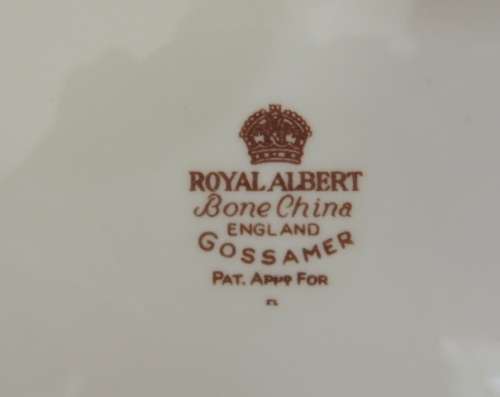 ROYAL ALBERT
Bone China
ENGLAND
GOSSAMER
PAT. APPD FOR